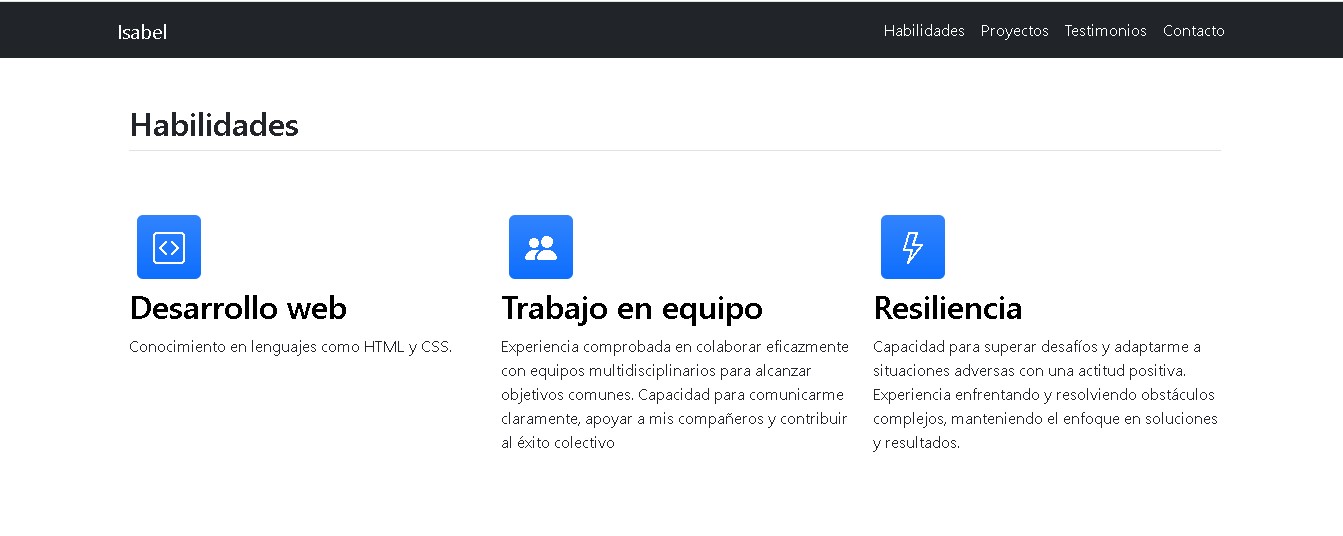 Isabel
Habilidades Proyectos Testimonios Contacto
Habilidades
Desarrollo web
Conocimiento en lenguajes como HTML y CSS.
Trabajo en equipo
Experiencia comprobada en colaborar eficazmente
con equipos multidisciplinarios para alcanzar
objetivos comunes. Capacidad para comunicarme
claramente, apoyar a mis compañeros y contribuir
al éxito colectivo
Resiliencia
Capacidad para superar desafíos y adaptarme a
situaciones adversas con una actitud positiva.
Experiencia enfrentando y resolviendo obstáculos
complejos, manteniendo el enfoque en soluciones
y resultados.